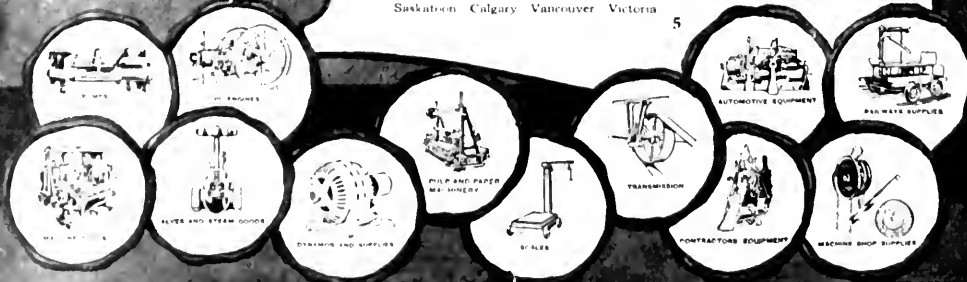 Saskatoon Calgary Vancouver Victoria
5
AUTOMOTIVE EQUIPMENT
RAILWAYS SUPPLIES
PULP AND PAPER
MACHINERY
TRANSMISSION
AND STEAM GOODS
DYNAMOS AND SUPPLIES
SCALES
CONTRACTORS EQUIPMENT
MACHINE SHOP SUPPLIES